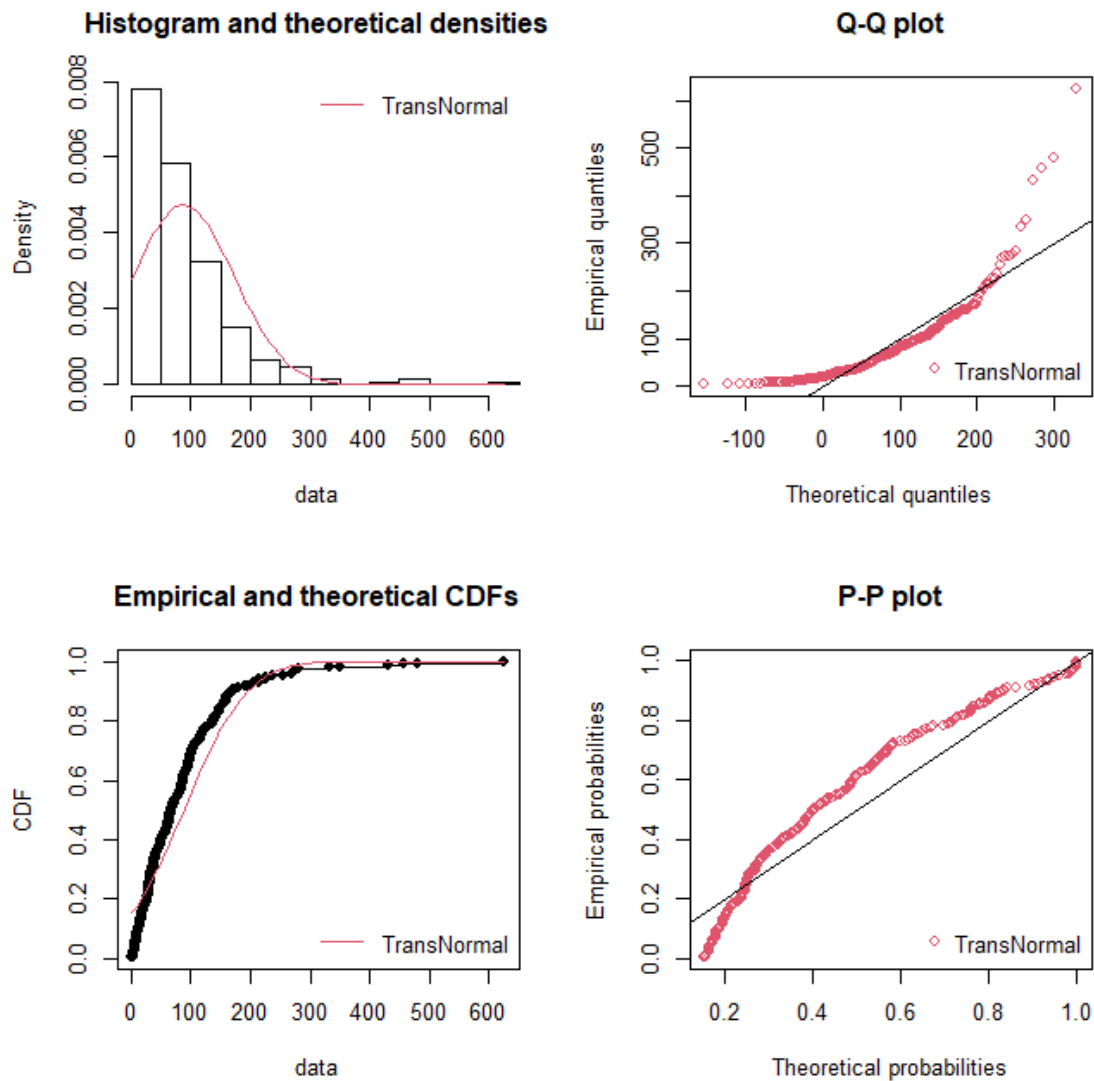 Histogram and theoretical densities
TransNormal
Density
0.000 0.002 0.004 0.006 0.008
0 100 200 300 400 500 600
data
Q-Q plot
Empirical quantiles
0 100 300 500
TransNormal
-100 0 100 200 300
Theoretical quantiles
Empirical and theoretical CDFs
CDF
0.0 0.2 0.4 0.6 0.8 1.0
TransNormal
0 100 200 300 400 500 600
data
P-P plot
Empirical probabilities
0.0 0.2 0.4 0.6 0.8 1.0
TransNormal
0.2 0.4 0.6 0.8 1.0
Theoretical probabilities